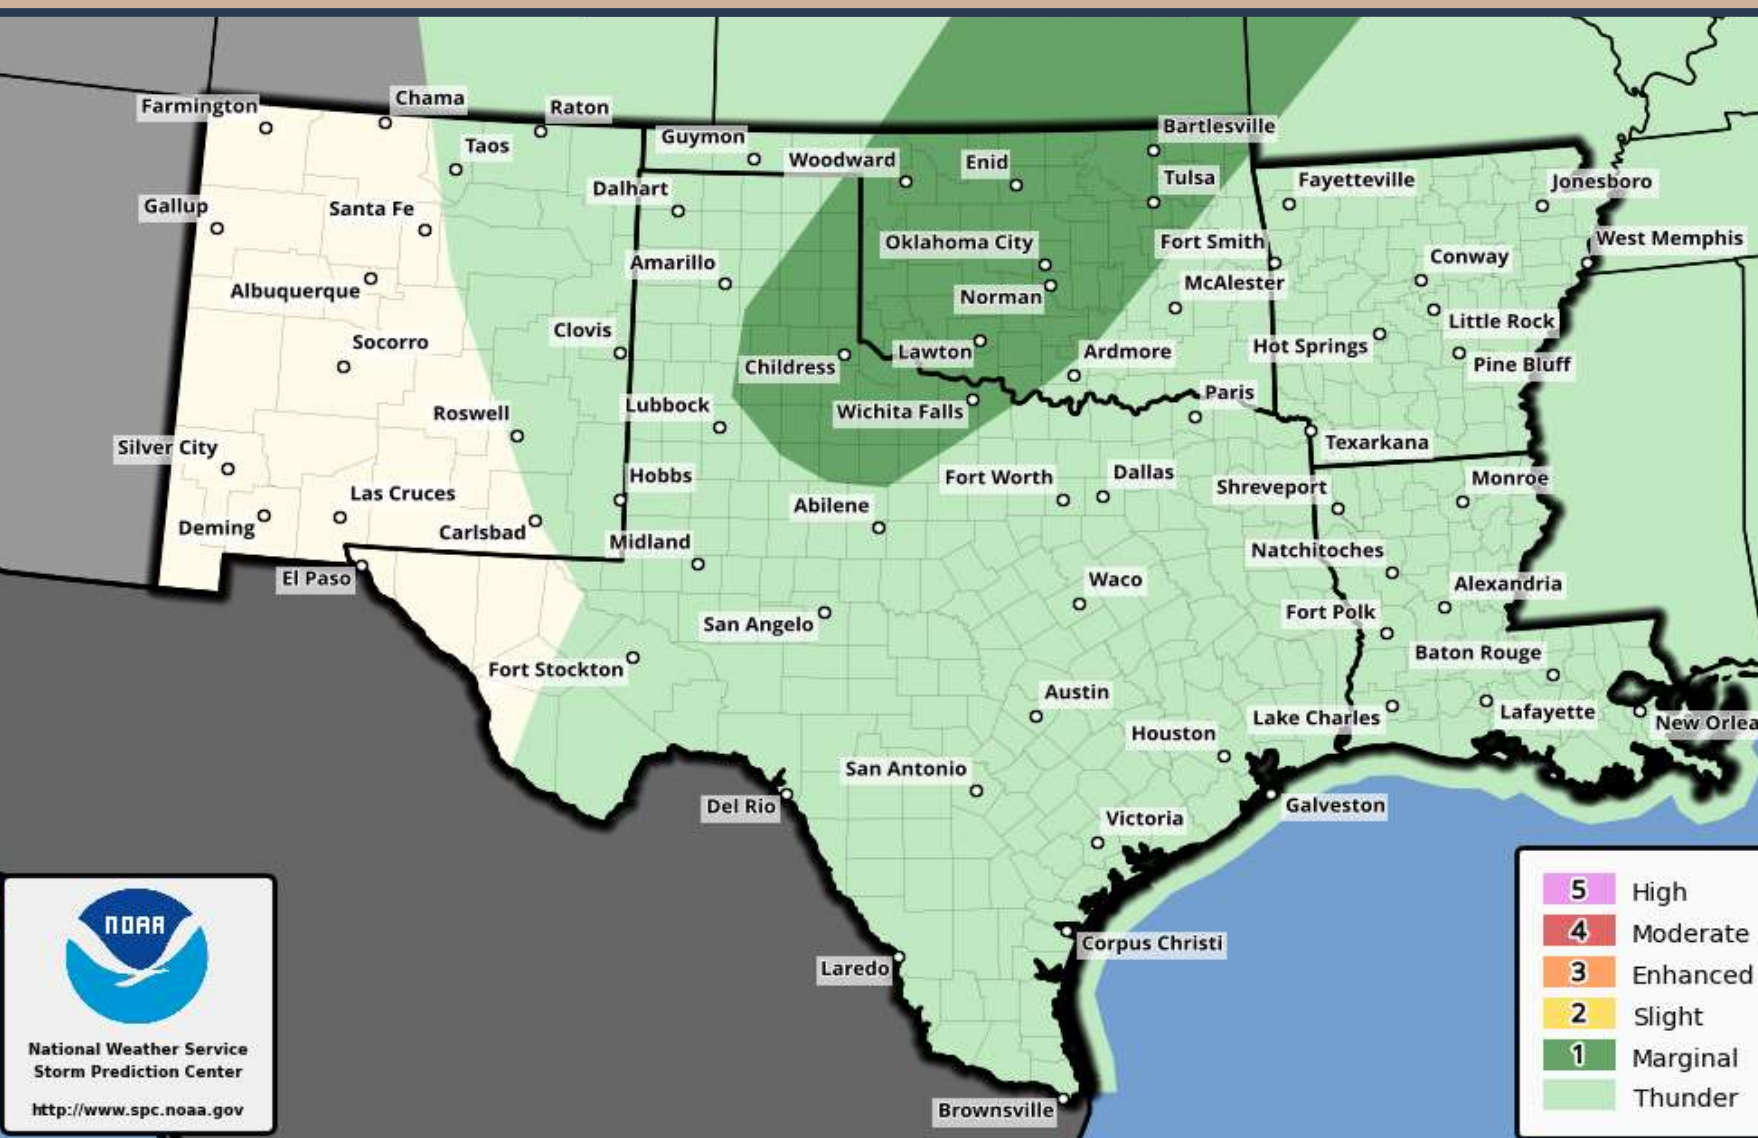 Farmington
Chama
Raton
Guymon
Bartlesville
Taos
Woodward
Enid
Tulsa
Fayetteville
Jonesboro
Dalhart
Gallup
Santa Fe
Oklahoma City
Fort Smith
West Memphis
Conway
Amarillo
McAlester
Albuquerque
Norman
Little Rock
Clovis
Socorro
Hot Springs
Lawton
Ardmore
Childress
Pine Bluff
Paris
Lubbock
Roswell
Wichita Falls
Texarkana
Silver City
Hobbs
Fort Worth
Dallas
Monroe
Shreveport
Las Cruces
Abilene
Deming
Carlsbad
Midland
Natchitoches
El Paso
Waco
Alexandria
Fort Polk
San Angelo
Baton Rouge
Fort Stockton
Austin
Lake Charles
Lafayette
New Orlea
Houston
San Antonio
Del Rio
Galveston
Victoria
Corpus Christi
Laredo
Brownsville
NOAA
National Weather Service
Storm Prediction Center
http://www.spc.noaa.gov
5 High
4 Moderate
3 Enhanced
2 Slight
1 Marginal
Thunder